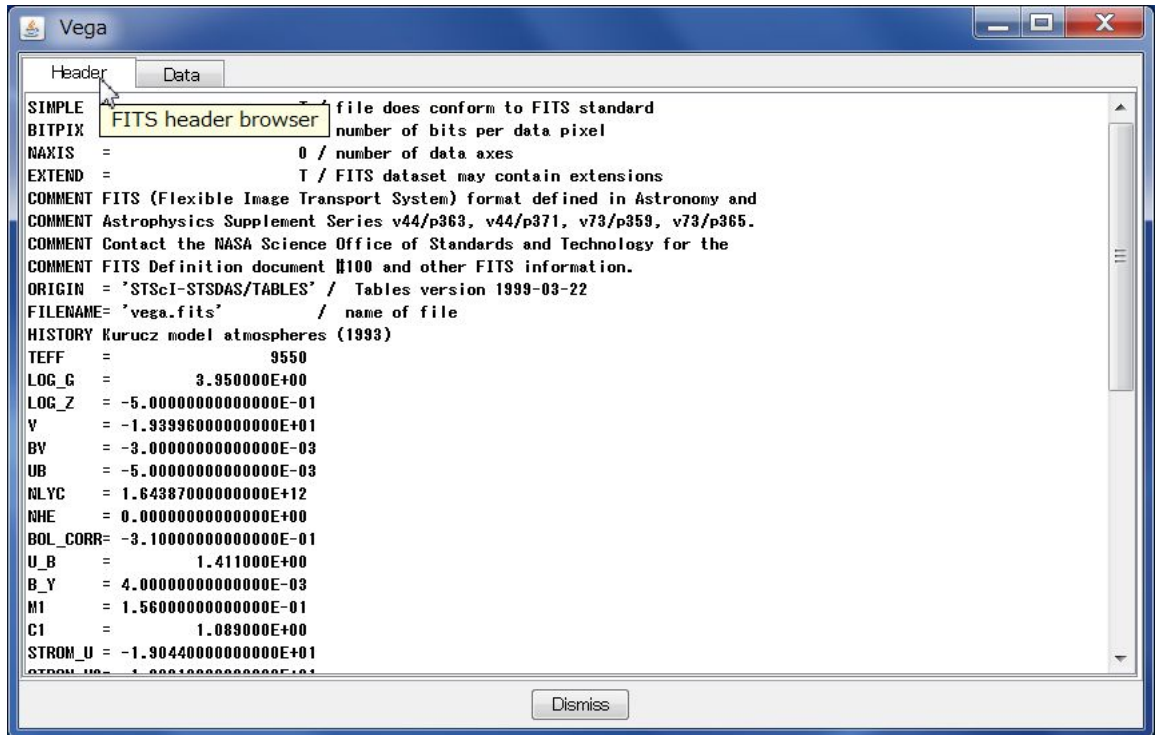 Vega
Header Data
FITS header browser
SIMPLE / file does conform to FITS standard
BITPIX number of bits per data pixel
NAXIS = 0 / number of data axes
EXTEND = T / FITS dataset may contain extensions
COMMENT FITS (Flexible Image Transport System) format defined in Astronomy and
COMMENT Astrophysics Supplement Series v44/p363, v44/p371, v73/p359, v73/p365.
COMMENT Contact the NASA Science Office of Standards and Technology for the
COMMENT FITS Definition document #100 and other FITS information.
ORIGIN = 'STScI-STSDAS/TABLES' / Tables version 1999-03-22
FILENAME= 'vega.fits' / name of file
HISTORY Kurucz model atmospheres (1993)
TEFF = 9550
LOG_G = 3.950000E+00
LOG_Z = -5.00000000000000E-01
V = -1.93996000000000E+01
BV = -3.00000000000000E-03
UB = -5.00000000000000E-03
NLYC = 1.64387000000000E+12
NHE = 0.00000000000000E+00
BOL_CORR= -3.10000000000000E-01
U_B = 1.411000E+00
B_Y = 4.00000000000000E-03
M1 = 1.56000000000000E-01
C1 = 1.089000E+00
STROM_U = -1.90440000000000E+01
Dismiss